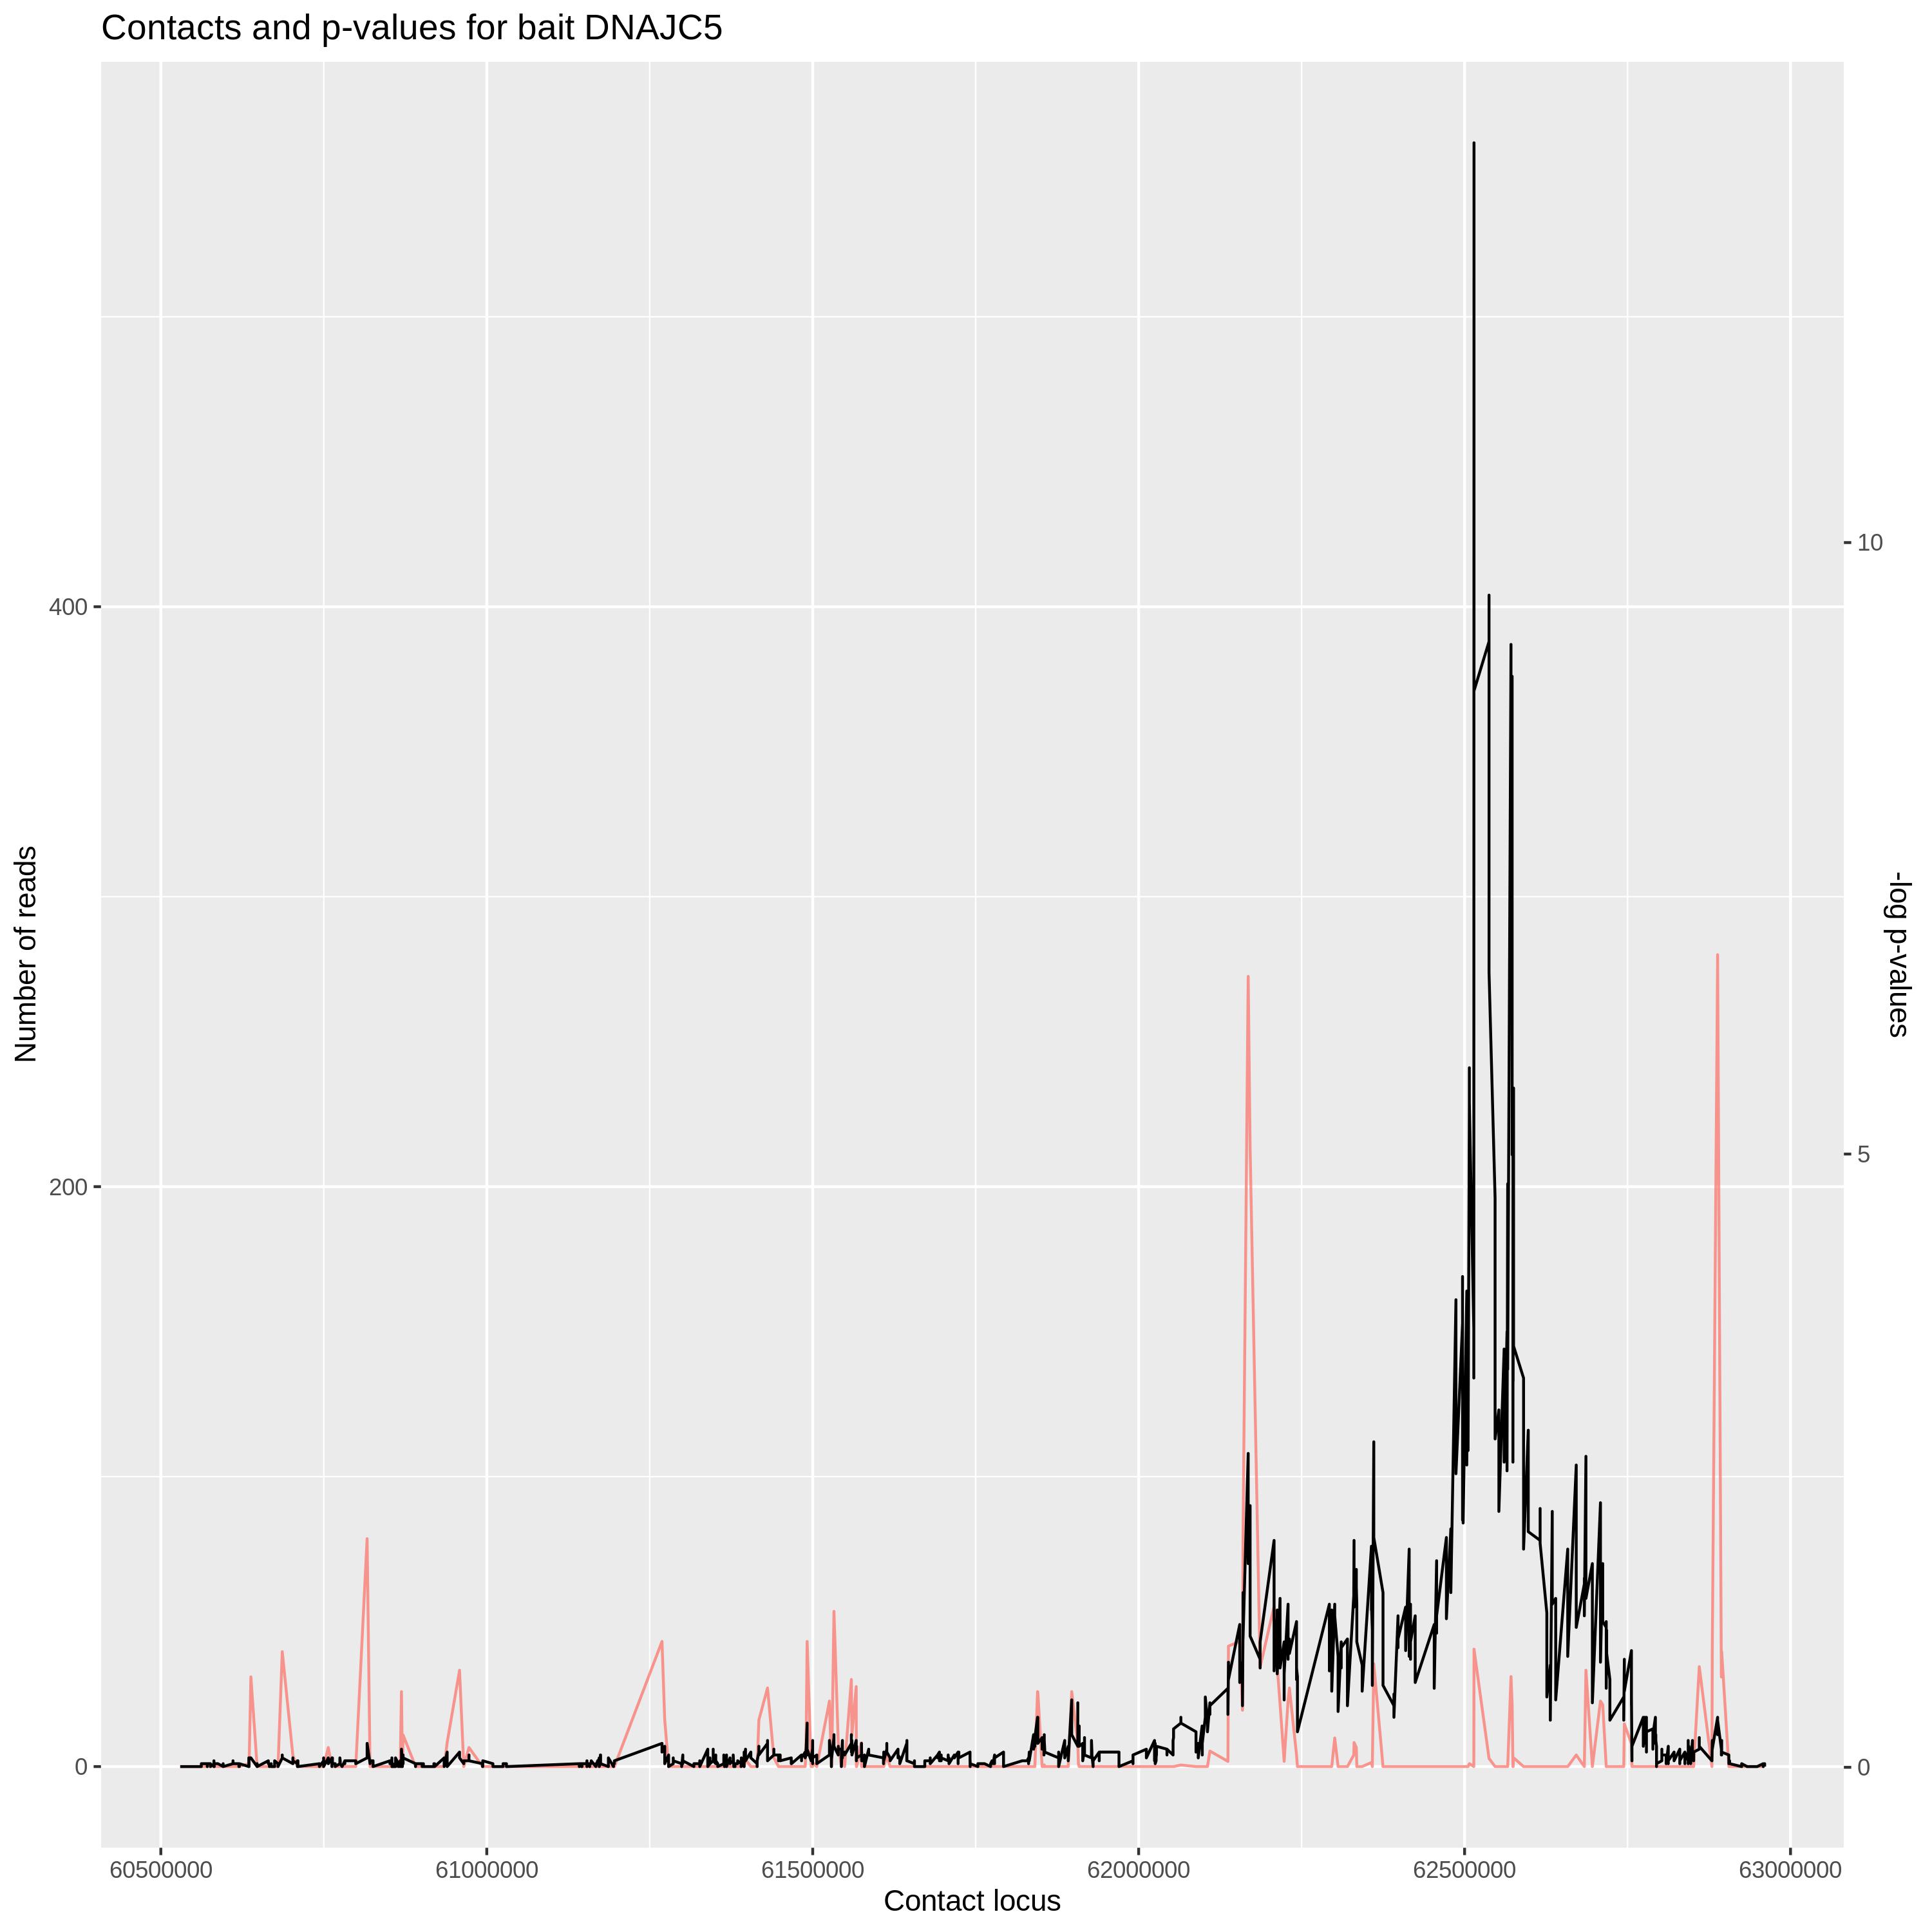 Contacts and p-values for bait DNAJC5
Number of reads
400
200
0
10
5
0
-log p-values
60500000 61000000 61500000 62000000 62500000 63000000
Contact locus